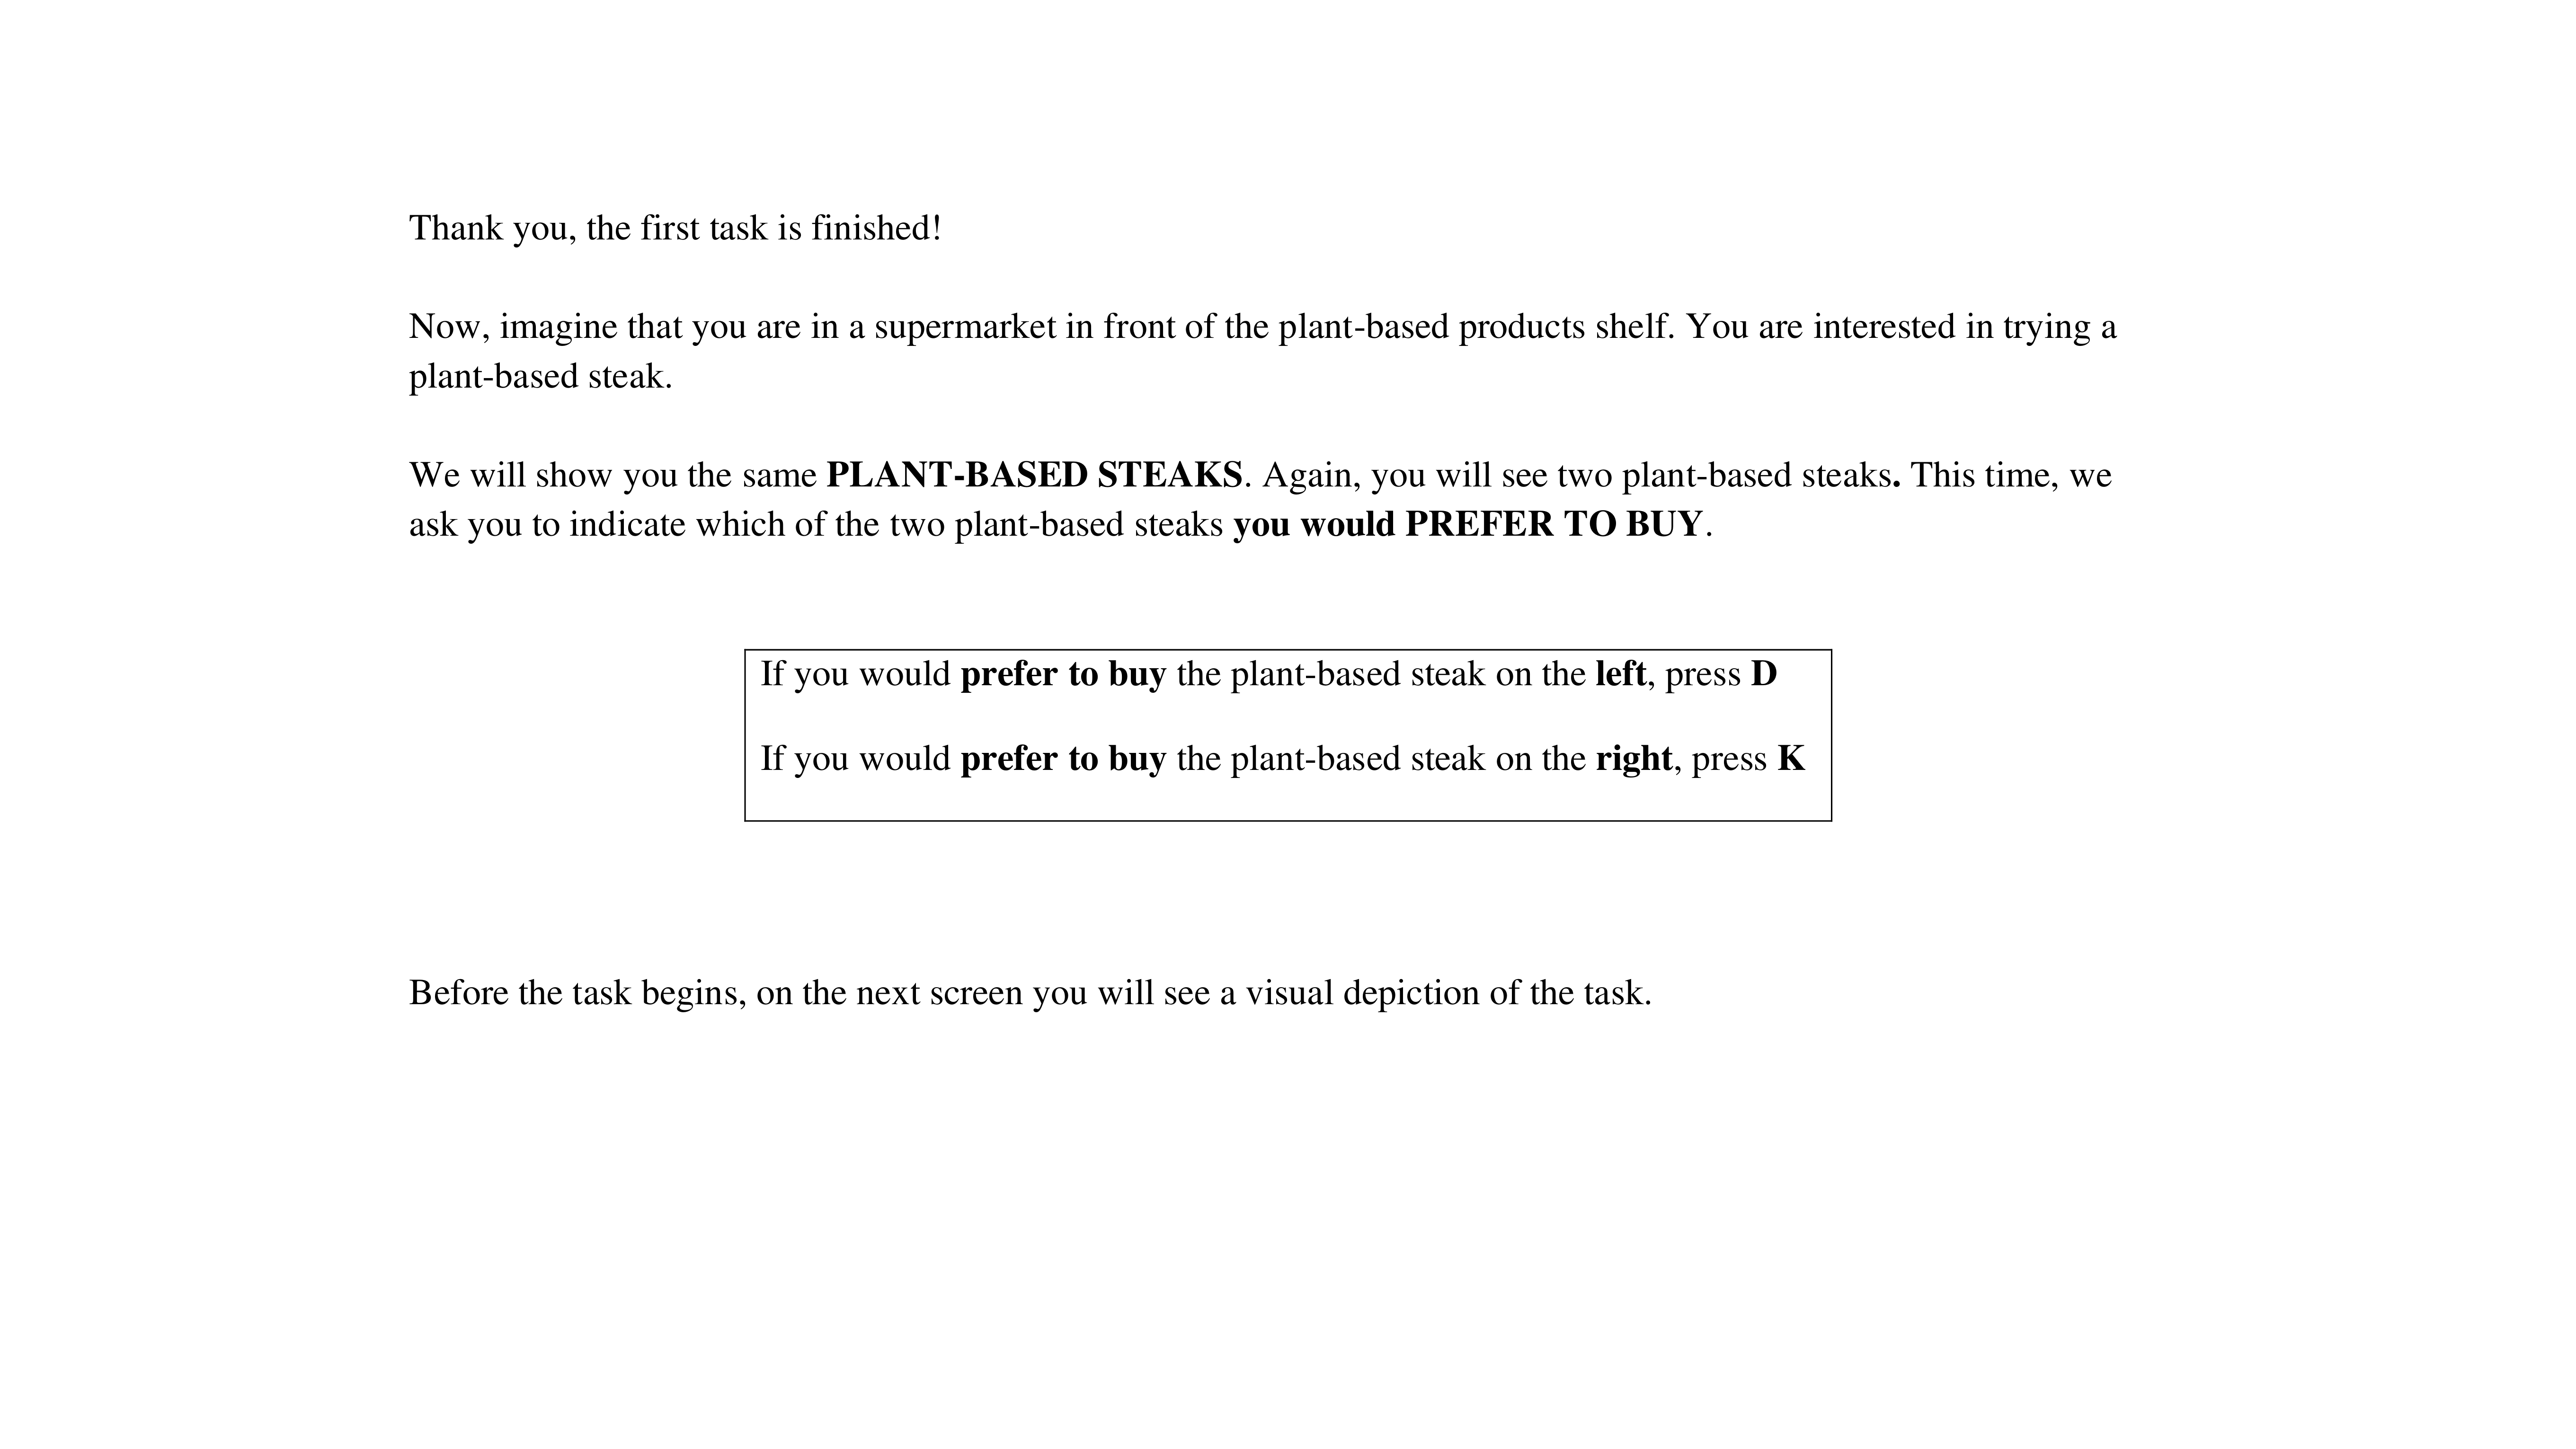 Thank you, the first task is finished!
Now, imagine that you are in a supermarket in front of the plant-based products shelf. You are interested in trying a
plant-based steak.
We will show you the same PLANT-BASED STEAKS. Again, you will see two plant-based steaks. This time, we
ask you to indicate which of the two plant-based steaks you would PREFER TO BUY.
If you would prefer to buy the plant-based steak on the left, press D
If you would prefer to buy the plant-based steak on the right, press K
Before the task begins, on the next screen you will see a visual depiction of the task.